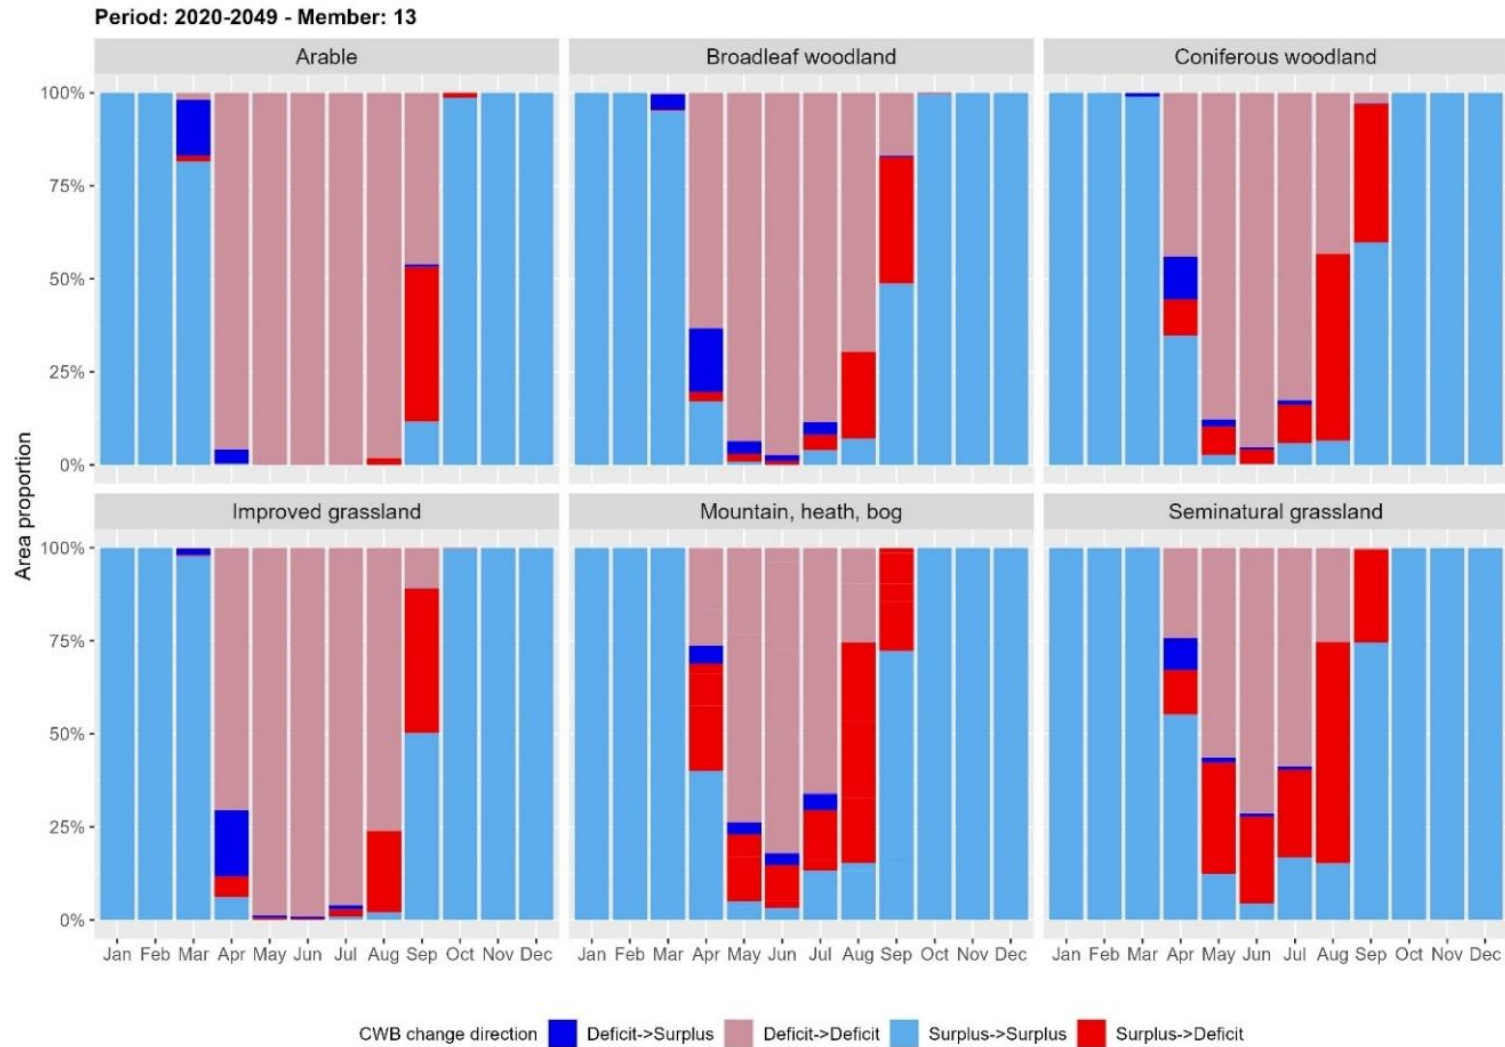 Period: 2020-2049 - Member: 13
Arable
Broadleaf woodland
Coniferous woodland
100%
75%
50%
25%
0%
Improved grassland
Mountain, heath, bog
Seminatural grassland
100%
75%
50%
25%
0%
Area proportion
Jan Feb Mar Apr May Jun Jul Aug Sep Oct Nov Dec
Jan Feb Mar Apr May Jun Jul Aug Sep Oct Nov Dec
Jan Feb Mar Apr May Jun Jul Aug Sep Oct Nov Dec
CWB change direction Deficit->Surplus Deficit->Deficit Surplus->Surplus Surplus->Deficit